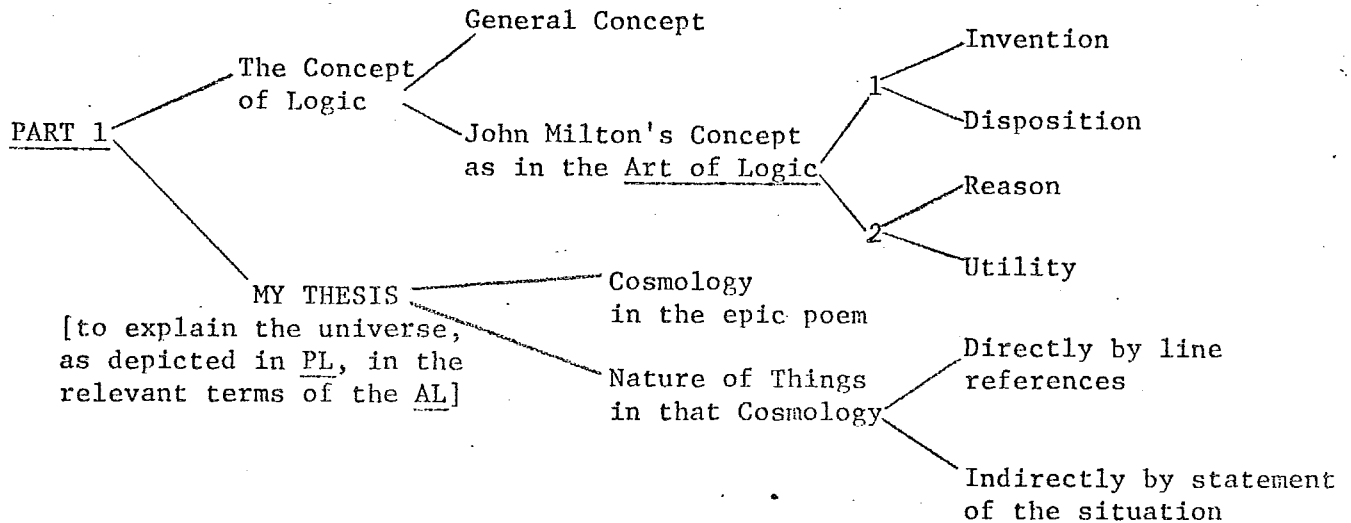 General Concept
Invention
The Concept
of Logic
1
PART 1
John Milton's Concept
as in the Art of Logic
Disposition
Reason
2
Utility
MY THESIS
[to explain the universe,
as depicted in PL, in the
relevant terms of the AL]
Cosmology
in the epic poem
Nature of Things
in that Cosmology
Directly by line
references
Indirectly by statement
of the situation